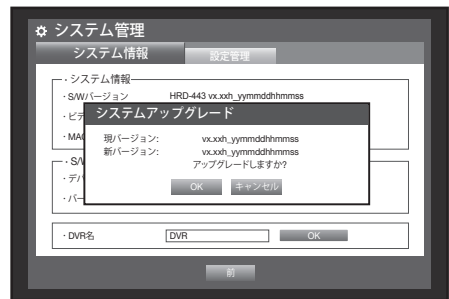 システム管理
システム情報
設定管理
・システム情報
・S/Wバージョン HRD-443 vx.xxh_yymmddhhmmss
・ビデ
・MAC
システムアップグレード
現バージョン: vx.xxh_yymmddhhmmss
新バージョン: vx.xxh_yymmddhhmmss
アップグレードしますか?
OK キャンセル
・S/W
・デバ
・バー
・DVR名 DVR OK
前